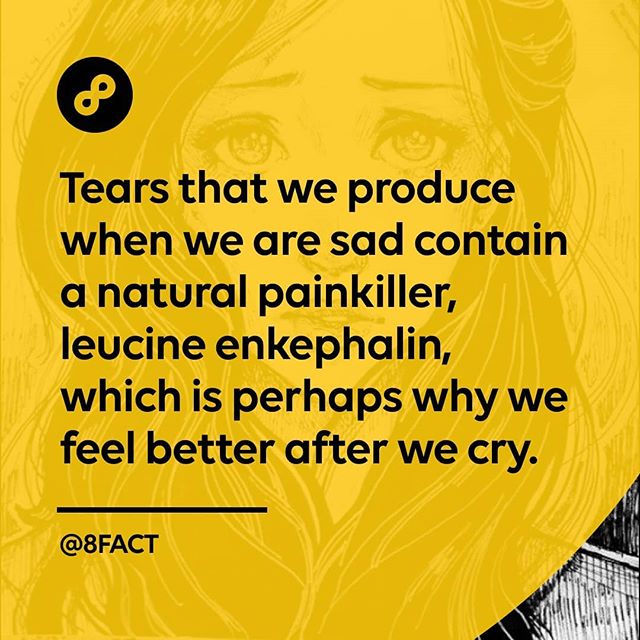 Tears that we produce
when we are sad contain
a natural painkiller,
leucine enkephalin,
which is perhaps why we
feel better after we cry.
@8FACT